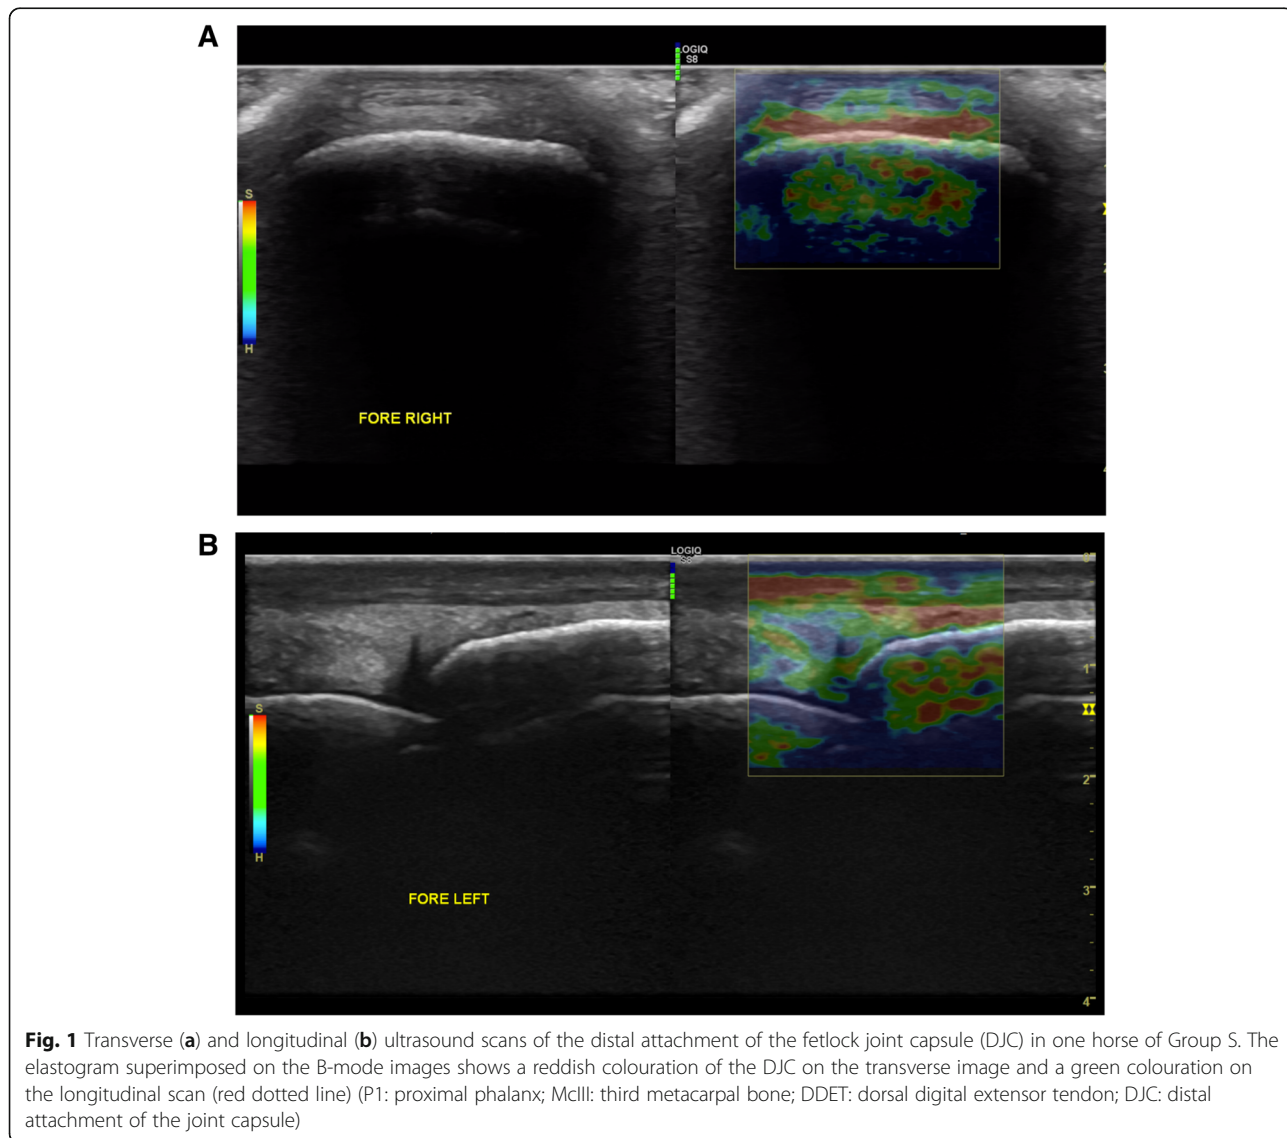 A
LOGIQ
S8
S
H
FORE RIGHT
2
3
4
B
LOGIQ
S8
1
S
H
2
FORE LEFT
3
4
Fig. 1 Transverse (a) and longitudinal (b) ultrasound scans of the distal attachment of the fetlock joint capsule (DJC) in one horse of Group S. The
elastogram superimposed on the B-mode images shows a reddish colouration of the DJC on the transverse image and a green colouration on
the longitudinal scan (red dotted line) (P1: proximal phalanx; McIII: third metacarpal bone; DDET: dorsal digital extensor tendon; DJC: distal
attachment of the joint capsule)